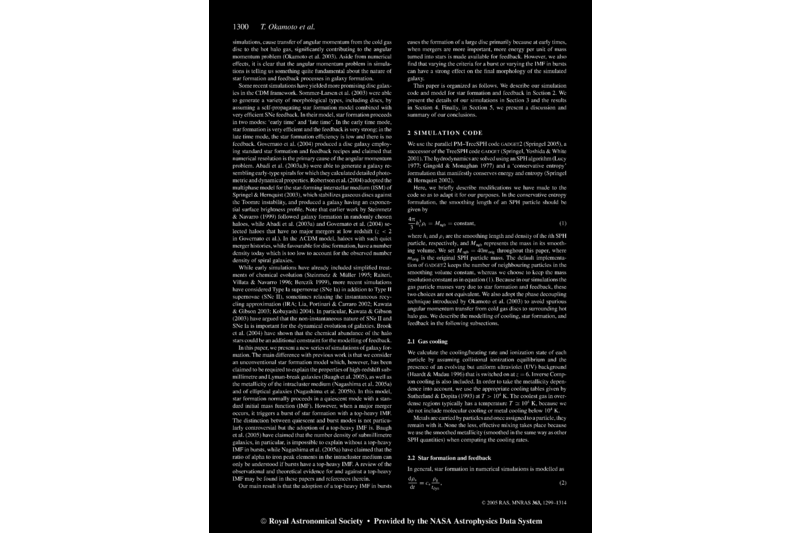 1300 T. Okamoto et al.
simulations, cause transfer of angular momentum from the cold gas
disc to the hot halo gas, significantly contributing to the angular
momentum problem (Okamoto et al. 2003). Aside from numerical
effects, it is clear that the angular momentum problem in simula-
tions is telling us something quite fundamental about the nature of
star formation and feedback processes in galaxy formation.
Some recent simulations have yielded more promising disc galax-
ies in the CDM framework. Sommer-Larsen et al. (2003) were able
to generate a variety of morphological types, including discs, by
assuming a self-propagating star formation model combined with
very efficient SNe feedback. In their model, star formation proceeds
in two modes: 'early time' and 'late time'. In the early time mode,
star formation is very efficient and the feedback is very strong; in the
late time mode, the star formation efficiency is low and there is no
feedback. Governato et al. (2004) produced a disc galaxy employ-
ing standard star formation and feedback recipes and claimed that
numerical resolution is the primary cause of the angular momentum
problem. Abadi et al. (2003a,b) were able to generate a galaxy re-
sembling early-type spirals for which they calculated detailed photo-
metric and dynamical properties. Robertson et al. (2004) adopted the
multiphase model for the star-forming interstellar medium (ISM) of
Springel & Hernquist (2003), which stabilizes gaseous discs against
the Toomre instability, and produced a galaxy having an exponen-
tial surface brightness profile. Note that earlier work by Steinmetz
& Navarro (1999) followed galaxy formation in randomly chosen
haloes, while Abadi et al. (2003a) and Governato et al. (2004) se-
lected haloes that have no major mergers at low redshift (z < 2
in Governato et al.). In the ΛCDM model, haloes with such quiet
merger histories, while favourable for disc formation, have a number
density today which is too low to account for the observed number
density of spiral galaxies.
While early simulations have already included simplified treat-
ments of chemical evolution (Steinmetz & Müller 1995; Raiteri,
Villata & Navarro 1996; Berczik 1999), more recent simulations
have considered Type Ia supernovae (SNe Ia) in addition to Type II
supernovae (SNe II), sometimes relaxing the instantaneous recy-
cling approximation (IRA; Lia, Portinari & Carraro 2002; Kawata
& Gibson 2003; Kobayashi 2004). In particular, Kawata & Gibson
(2003) have argued that the non-instantaneous nature of SNe II and
SNe Ia is important for the dynamical evolution of galaxies. Brook
et al. (2004) have shown that the chemical abundance of the halo
stars could be an additional constraint for the modelling of feedback.
In this paper, we present a new series of simulations of galaxy for-
mation. The main difference with previous work is that we consider
an unconventional star formation model which, however, has been
claimed to be required to explain the properties of high-redshift sub-
millimetre and Lyman-break galaxies (Baugh et al. 2005), as well as
the metallicity of the intracluster medium (Nagashima et al. 2005a)
and of elliptical galaxies (Nagashima et al. 2005b). In this model,
star formation normally proceeds in a quiescent mode with a stan-
dard initial mass function (IMF). However, when a major merger
occurs, it triggers a burst of star formation with a top-heavy IMF.
The distinction between quiescent and burst modes is not particu-
larly controversial but the adoption of a top-heavy IMF is. Baugh
et al. (2005) have claimed that the number density of submillimetre
galaxies, in particular, is impossible to explain without a top-heavy
IMF in bursts, while Nagashima et al. (2005a) have claimed that the
ratio of alpha to iron peak elements in the intracluster medium can
only be understood if bursts have a top-heavy IMF. A review of the
observational and theoretical evidence for and against a top-heavy
IMF may be found in these papers and references therein.
Our main result is that the adoption of a top-heavy IMF in bursts
eases the formation of a large disc primarily because at early times,
when mergers are more important, more energy per unit of mass
turned into stars is made available for feedback. However, we also
find that varying the criteria for a burst or varying the IMF in bursts
can have a strong effect on the final morphology of the simulated
galaxy.
This paper is organized as follows. We describe our simulation
code and model for star formation and feedback in Section 2. We
present the details of our simulations in Section 3 and the results
in Section 4. Finally, in Section 5, we present a discussion and
summary of our conclusions.
2 SIMULATION CODE
We use the parallel PM–TreeSPH code GADGET2 (Springel 2005), a
successor of the TreeSPH code GADGET (Springel, Yoshida & White
2001). The hydrodynamics are solved using an SPH algorithm (Lucy
1977; Gingold & Monaghan 1977) and a 'conservative entropy'
formulation that manifestly conserves energy and entropy (Springel
& Hernquist 2002).
Here, we briefly describe modifications we have made to the
code so as to adapt it for our purposes. In the conservative entropy
formulation, the smoothing length of an SPH particle should be
given by
4π/3 h_i^3 ρ_i = M_sph = constant, (1)
where h_i and ρ_i are the smoothing length and density of the ith SPH
particle, respectively, and M_sph represents the mass in its smooth-
ing volume. We set M_sph = 40m_orig throughout this paper, where
m_orig is the original SPH particle mass. The default implementa-
tion of GADGET2 keeps the number of neighbouring particles in the
smoothing volume constant, whereas we choose to keep the mass
resolution constant as in equation (1). Because in our simulations the
gas particle masses vary due to star formation and feedback, these
two choices are not equivalent. We also adopt the phase decoupling
technique introduced by Okamoto et al. (2003) to avoid spurious
angular momentum transfer from cold gas discs to surrounding hot
halo gas. We describe the modelling of cooling, star formation, and
feedback in the following subsections.
2.1 Gas cooling
We calculate the cooling/heating rate and ionization state of each
particle by assuming collisional ionization equilibrium and the
presence of an evolving but uniform ultraviolet (UV) background
(Haardt & Madau 1996) that is switched on at z = 6. Inverse Comp-
ton cooling is also included. In order to take the metallicity depen-
dence into account, we use the appropriate cooling tables given by
Sutherland & Dopita (1993) at T > 10⁴ K. The coolest gas in over-
dense regions typically has a temperature T ≃ 10⁴ K, because we
do not include molecular cooling or metal cooling below 10⁴ K.
Metals are carried by particles and once assigned to a particle, they
remain with it. None the less, effective mixing takes place because
we use the smoothed metallicity (smoothed in the same way as other
SPH quantities) when computing the cooling rates.
2.2 Star formation and feedback
In general, star formation in numerical simulations is modelled as
dρ_*/dt = c_* ρ_g/t_dyn, (2)
© 2005 RAS, MNRAS 363, 1299–1314
© Royal Astronomical Society • Provided by the NASA Astrophysics Data System